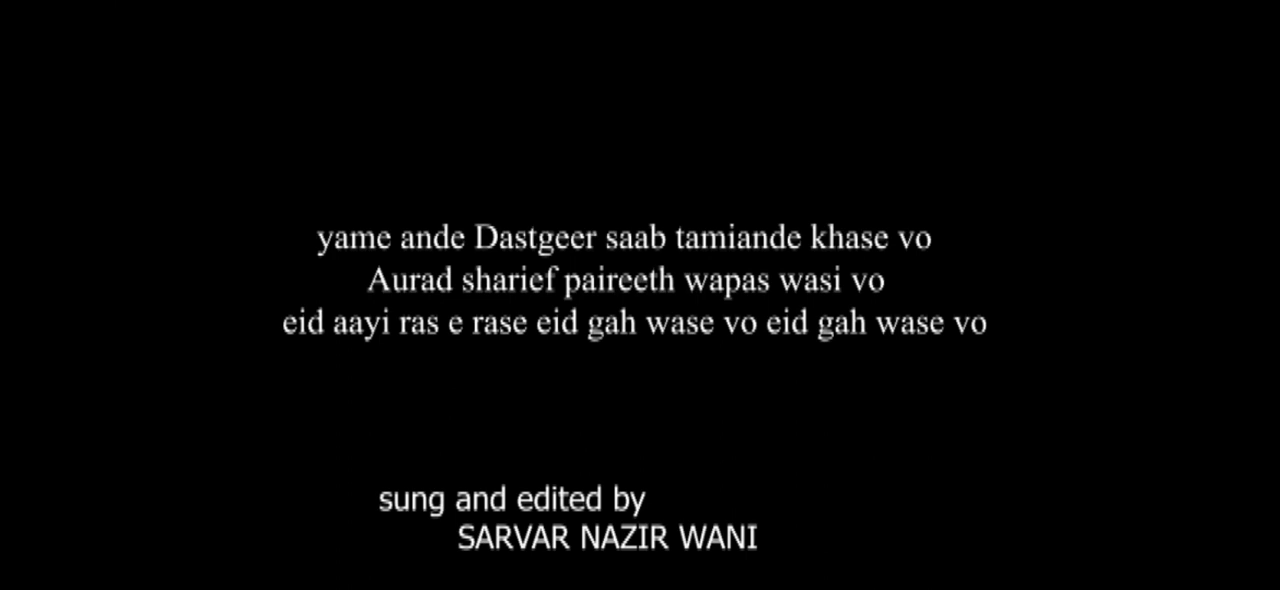 yame ande Dastgeer saab tamiande khase vo
Aurad sharief paireeth wapas wasi vo
eid aayi ras e rase eid gah wase vo eid gah wase vo
sung and edited by
SARVAR NAZIR WANI